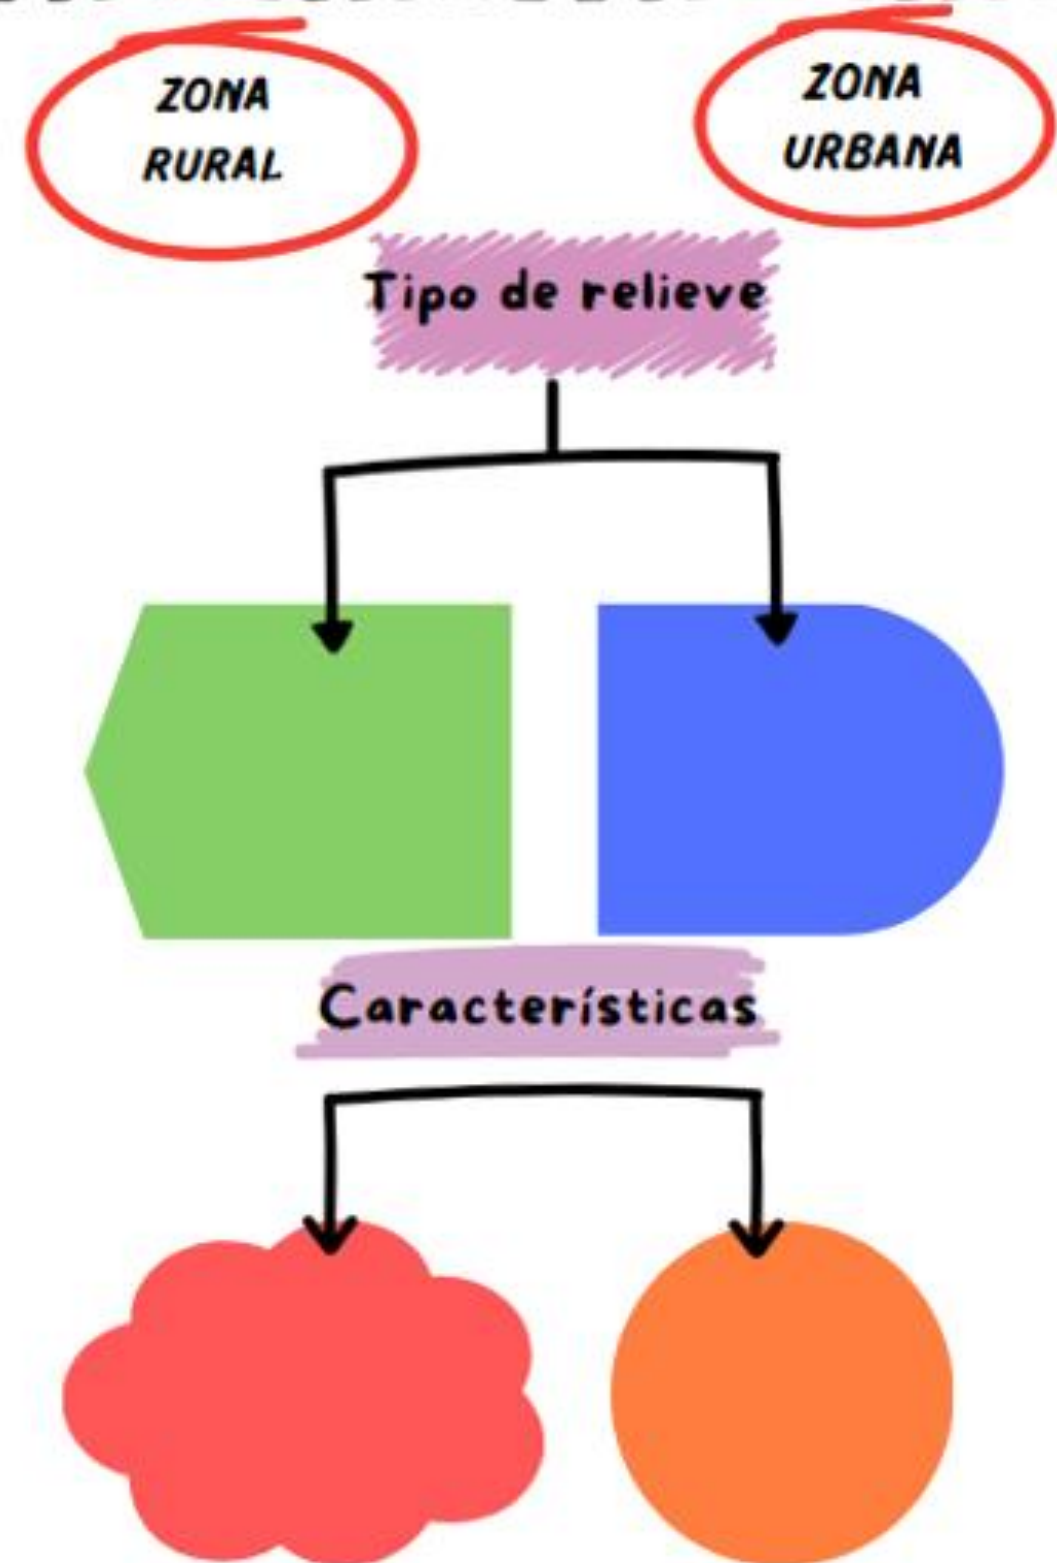 ZONA
RURAL
ZONA
URBANA
Tipo de relieve
Características